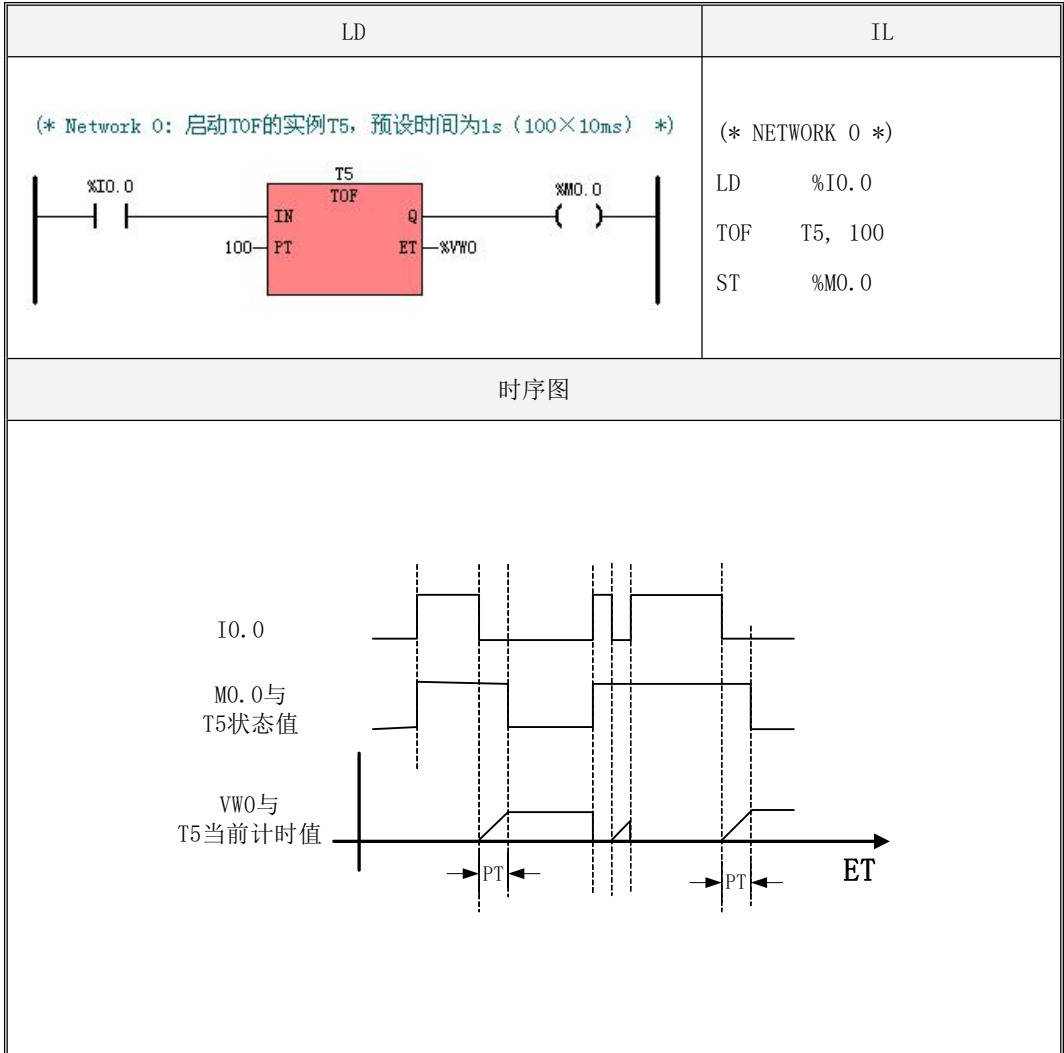 LD
IL
(* Network 0: 启动TOF的实例T5，预设时间为1s（100×10ms） *)
%I0.0
T5
TOF
%M0.0
IN
Q
100
PT
ET
%VW0
(* NETWORK 0 *)
LD %I0.0
TOF T5, 100
ST %M0.0
时序图
I0.0
M0.0与
T5状态值
VW0与
T5当前计时值
PT
PT
ET